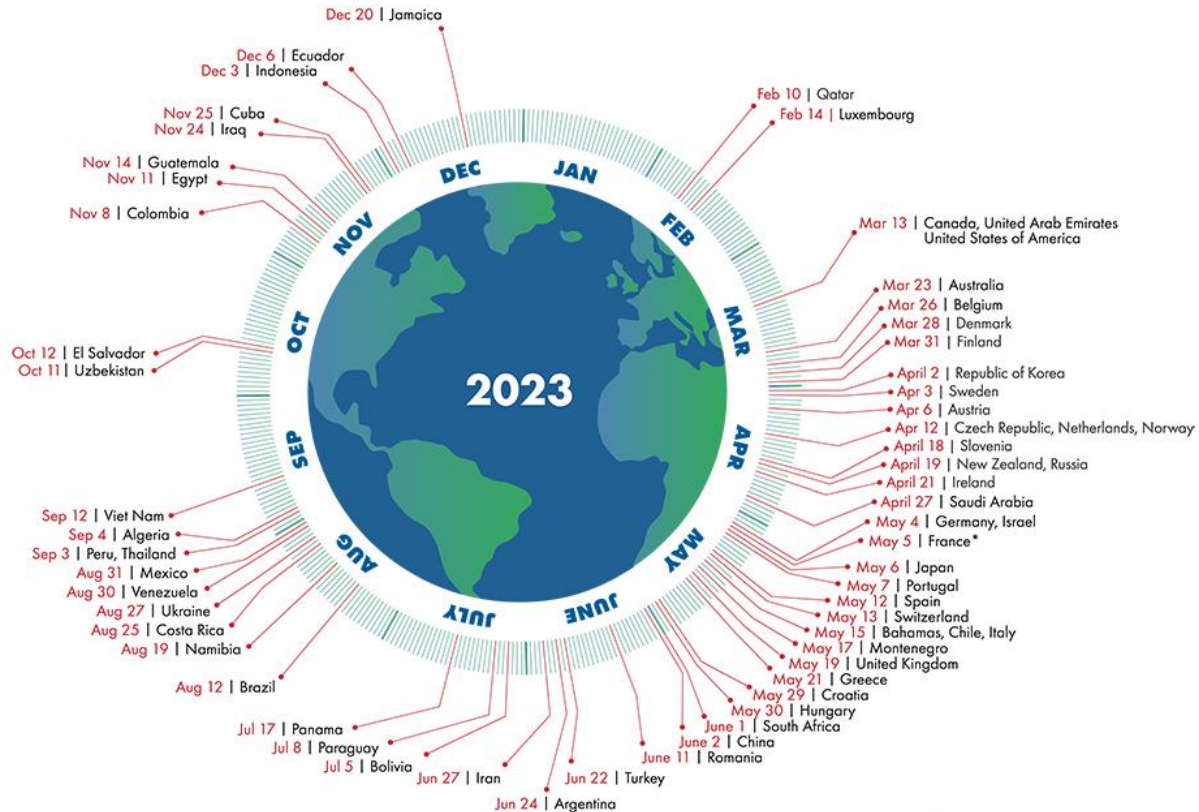 Dec 20 | Jamaica
Dec 6 | Ecuador
Dec 3 | Indonesia
Nov 25 | Cuba
Nov 24 | Iraq
Nov 14 | Guatemala
Nov 11 | Egypt
Nov 8 | Colombia
Oct 12 | El Salvador
Oct 11 | Uzbekistan
Sep 12 | Viet Nam
Sep 4 | Algeria
Sep 3 | Peru, Thailand
Aug 31 | Mexico
Aug 30 | Venezuela
Aug 27 | Ukraine
Aug 25 | Costa Rica
Aug 19 | Namibia
Aug 12 | Brazil
Jul 17 | Panama
Jul 8 | Paraguay
Jul 5 | Bolivia
Jun 27 | Iran
Jun 24 | Argentina
Jun 22 | Turkey
Feb 10 | Qatar
Feb 14 | Luxembourg
Mar 13 | Canada, United Arab Emirates
United States of America
Mar 23 | Australia
Mar 26 | Belgium
Mar 28 | Denmark
Mar 31 | Finland
April 2 | Republic of Korea
Apr 3 | Sweden
Apr 6 | Austria
Apr 12 | Czech Republic, Netherlands, Norway
April 18 | Slovenia
April 19 | New Zealand, Russia
April 21 | Ireland
April 27 | Saudi Arabia
May 4 | Germany, Israel
May 5 | France*
May 6 | Japan
May 7 | Portugal
May 12 | Spain
May 13 | Switzerland
May 15 | Bahamas, Chile, Italy
May 17 | Montenegro
May 19 | United Kingdom
May 21 | Greece
May 29 | Croatia
May 30 | Hungary
June 1 | South Africa
June 2 | China
June 11 | Romania
JAN
FEB
MAR
APR
MAY
JUNE
JULY
AUG
SEP
OCT
NOV
DEC
2023